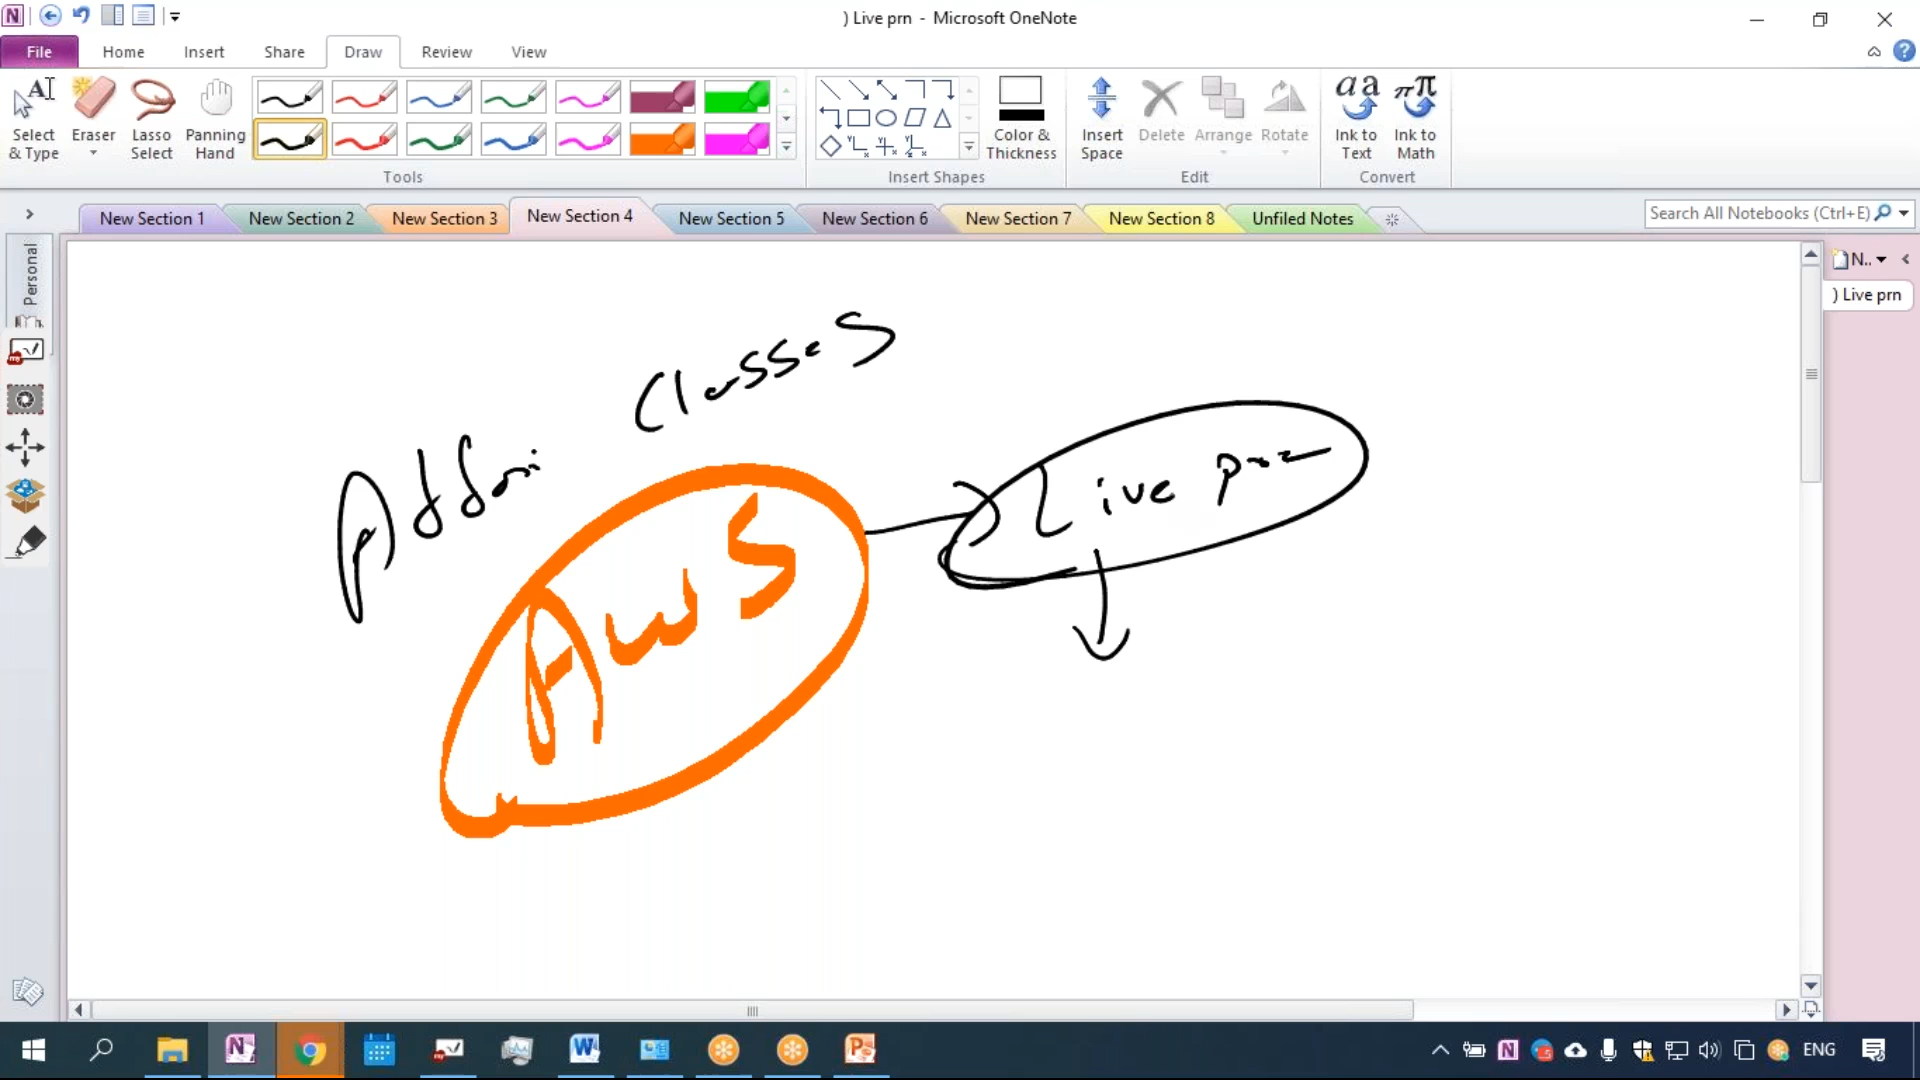 ) Live prn - Microsoft OneNote
File Home Insert Share Draw Review View
Select & Type
Eraser
Lasso Select
Panning Hand
Color & Thickness
Insert Space
Delete
Arrange
Rotate
Ink to Text
Ink to Math
Tools
Insert Shapes
Edit
Convert
New Section 1 New Section 2 New Section 3 New Section 4 New Section 5 New Section 6 New Section 7 New Section 8 Unfiled Notes
Search All Notebooks (Ctrl+E)
Personal
N..
) Live prn
Classes
AWS
Live
ENG